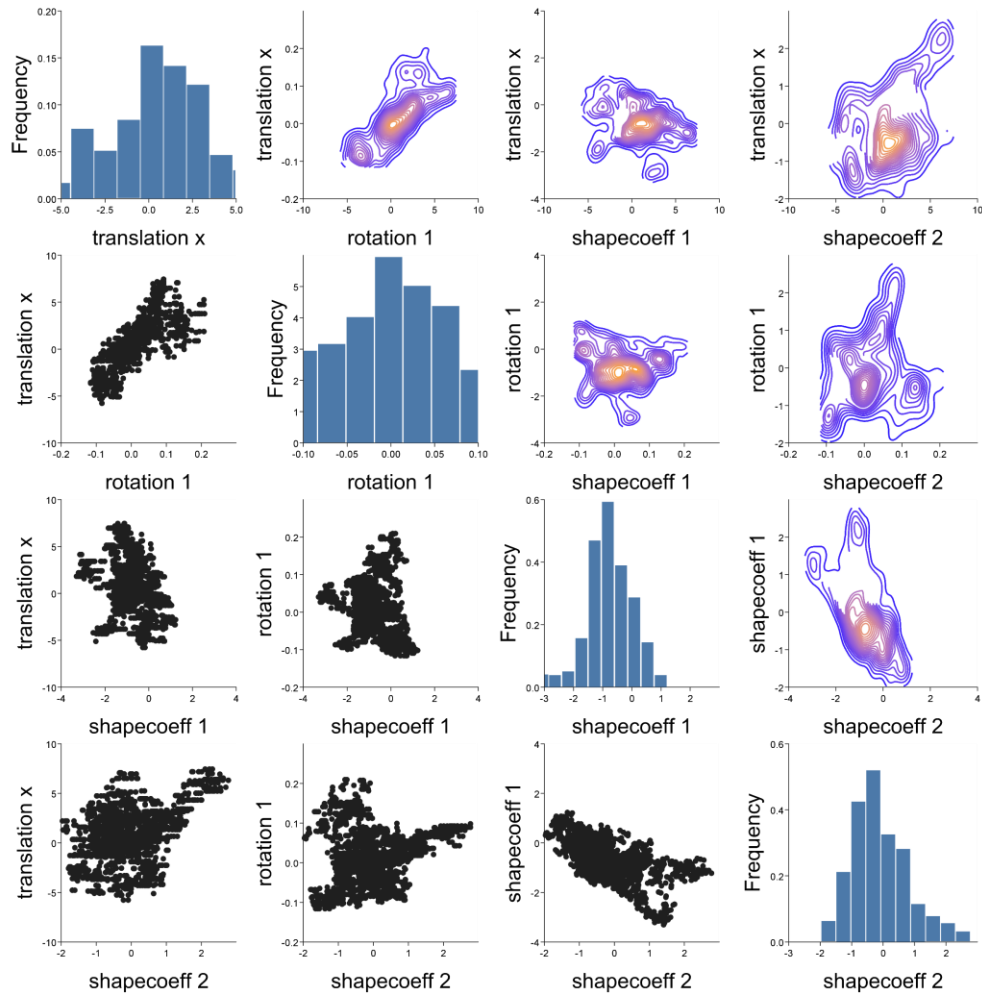 Frequency
0.20
0.15
0.10
0.05
0.00
-5.0 -2.5 0.0 2.5 5.0
translation x
translation x
0.2
0.1
0.0
-0.1
-0.2
-10 -5 0 5 10
rotation 1
translation x
4
2
0
-2
-4
-10 -5 0 5 10
shapecoeff 1
translation x
2
1
0
-1
-2
-10 -5 0 5 10
shapecoeff 2
translation x
10
5
0
-5
-10
-0.2 -0.1 0.0 0.1 0.2
rotation 1
Frequency
5
4
3
2
1
0
-0.10 -0.05 -0.00 0.05 0.10
rotation 1
rotation 1
4
2
0
-2
-4
-0.2 -0.1 0.0 0.1 0.2
shapecoeff 1
rotation 1
2
1
0
-1
-2
-0.2 -0.1 0.0 0.1 0.2
shapecoeff 2
translation x
10
5
0
-5
-10
-4 -2 0 2 4
shapecoeff 1
rotation 1
0.2
0.1
0.0
-0.1
-0.2
-4 -2 0 2 4
shapecoeff 1
Frequency
0.6
0.4
0.2
0.0
-3 -2 -1 0 1 2
shapecoeff 1
shapecoeff 1
2
1
0
-1
-2
-4 -2 0 2 4
shapecoeff 2
translation x
10
5
0
-5
-10
-2 -1 0 1 2
shapecoeff 2
rotation 1
0.2
0.1
0.0
-0.1
-0.2
-2 -1 0 1 2
shapecoeff 2
shapecoeff 1
4
2
0
-2
-4
-2 -1 0 1 2
shapecoeff 2
Frequency
0.6
0.4
0.2
0.0
-3 -2 -1 0 1 2
shapecoeff 2